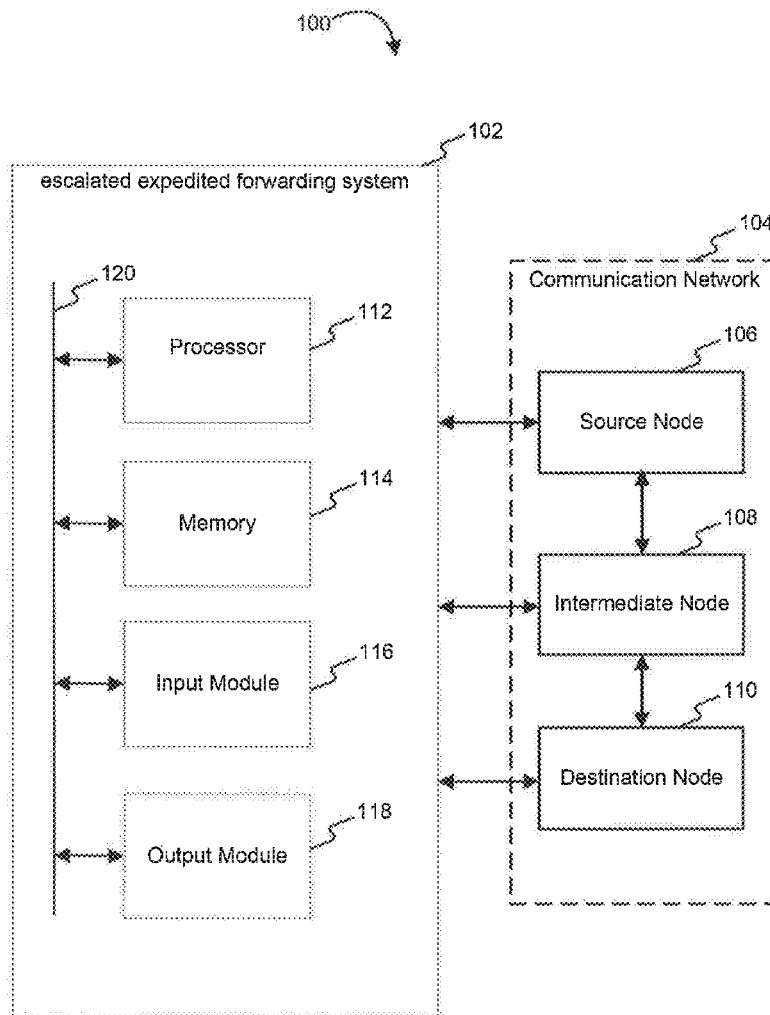 100
102
escalated expedited forwarding system
104
Communication Network
120
112
Processor
106
Source Node
114
Memory
108
Intermediate Node
116
Input Module
110
Destination Node
118
Output Module